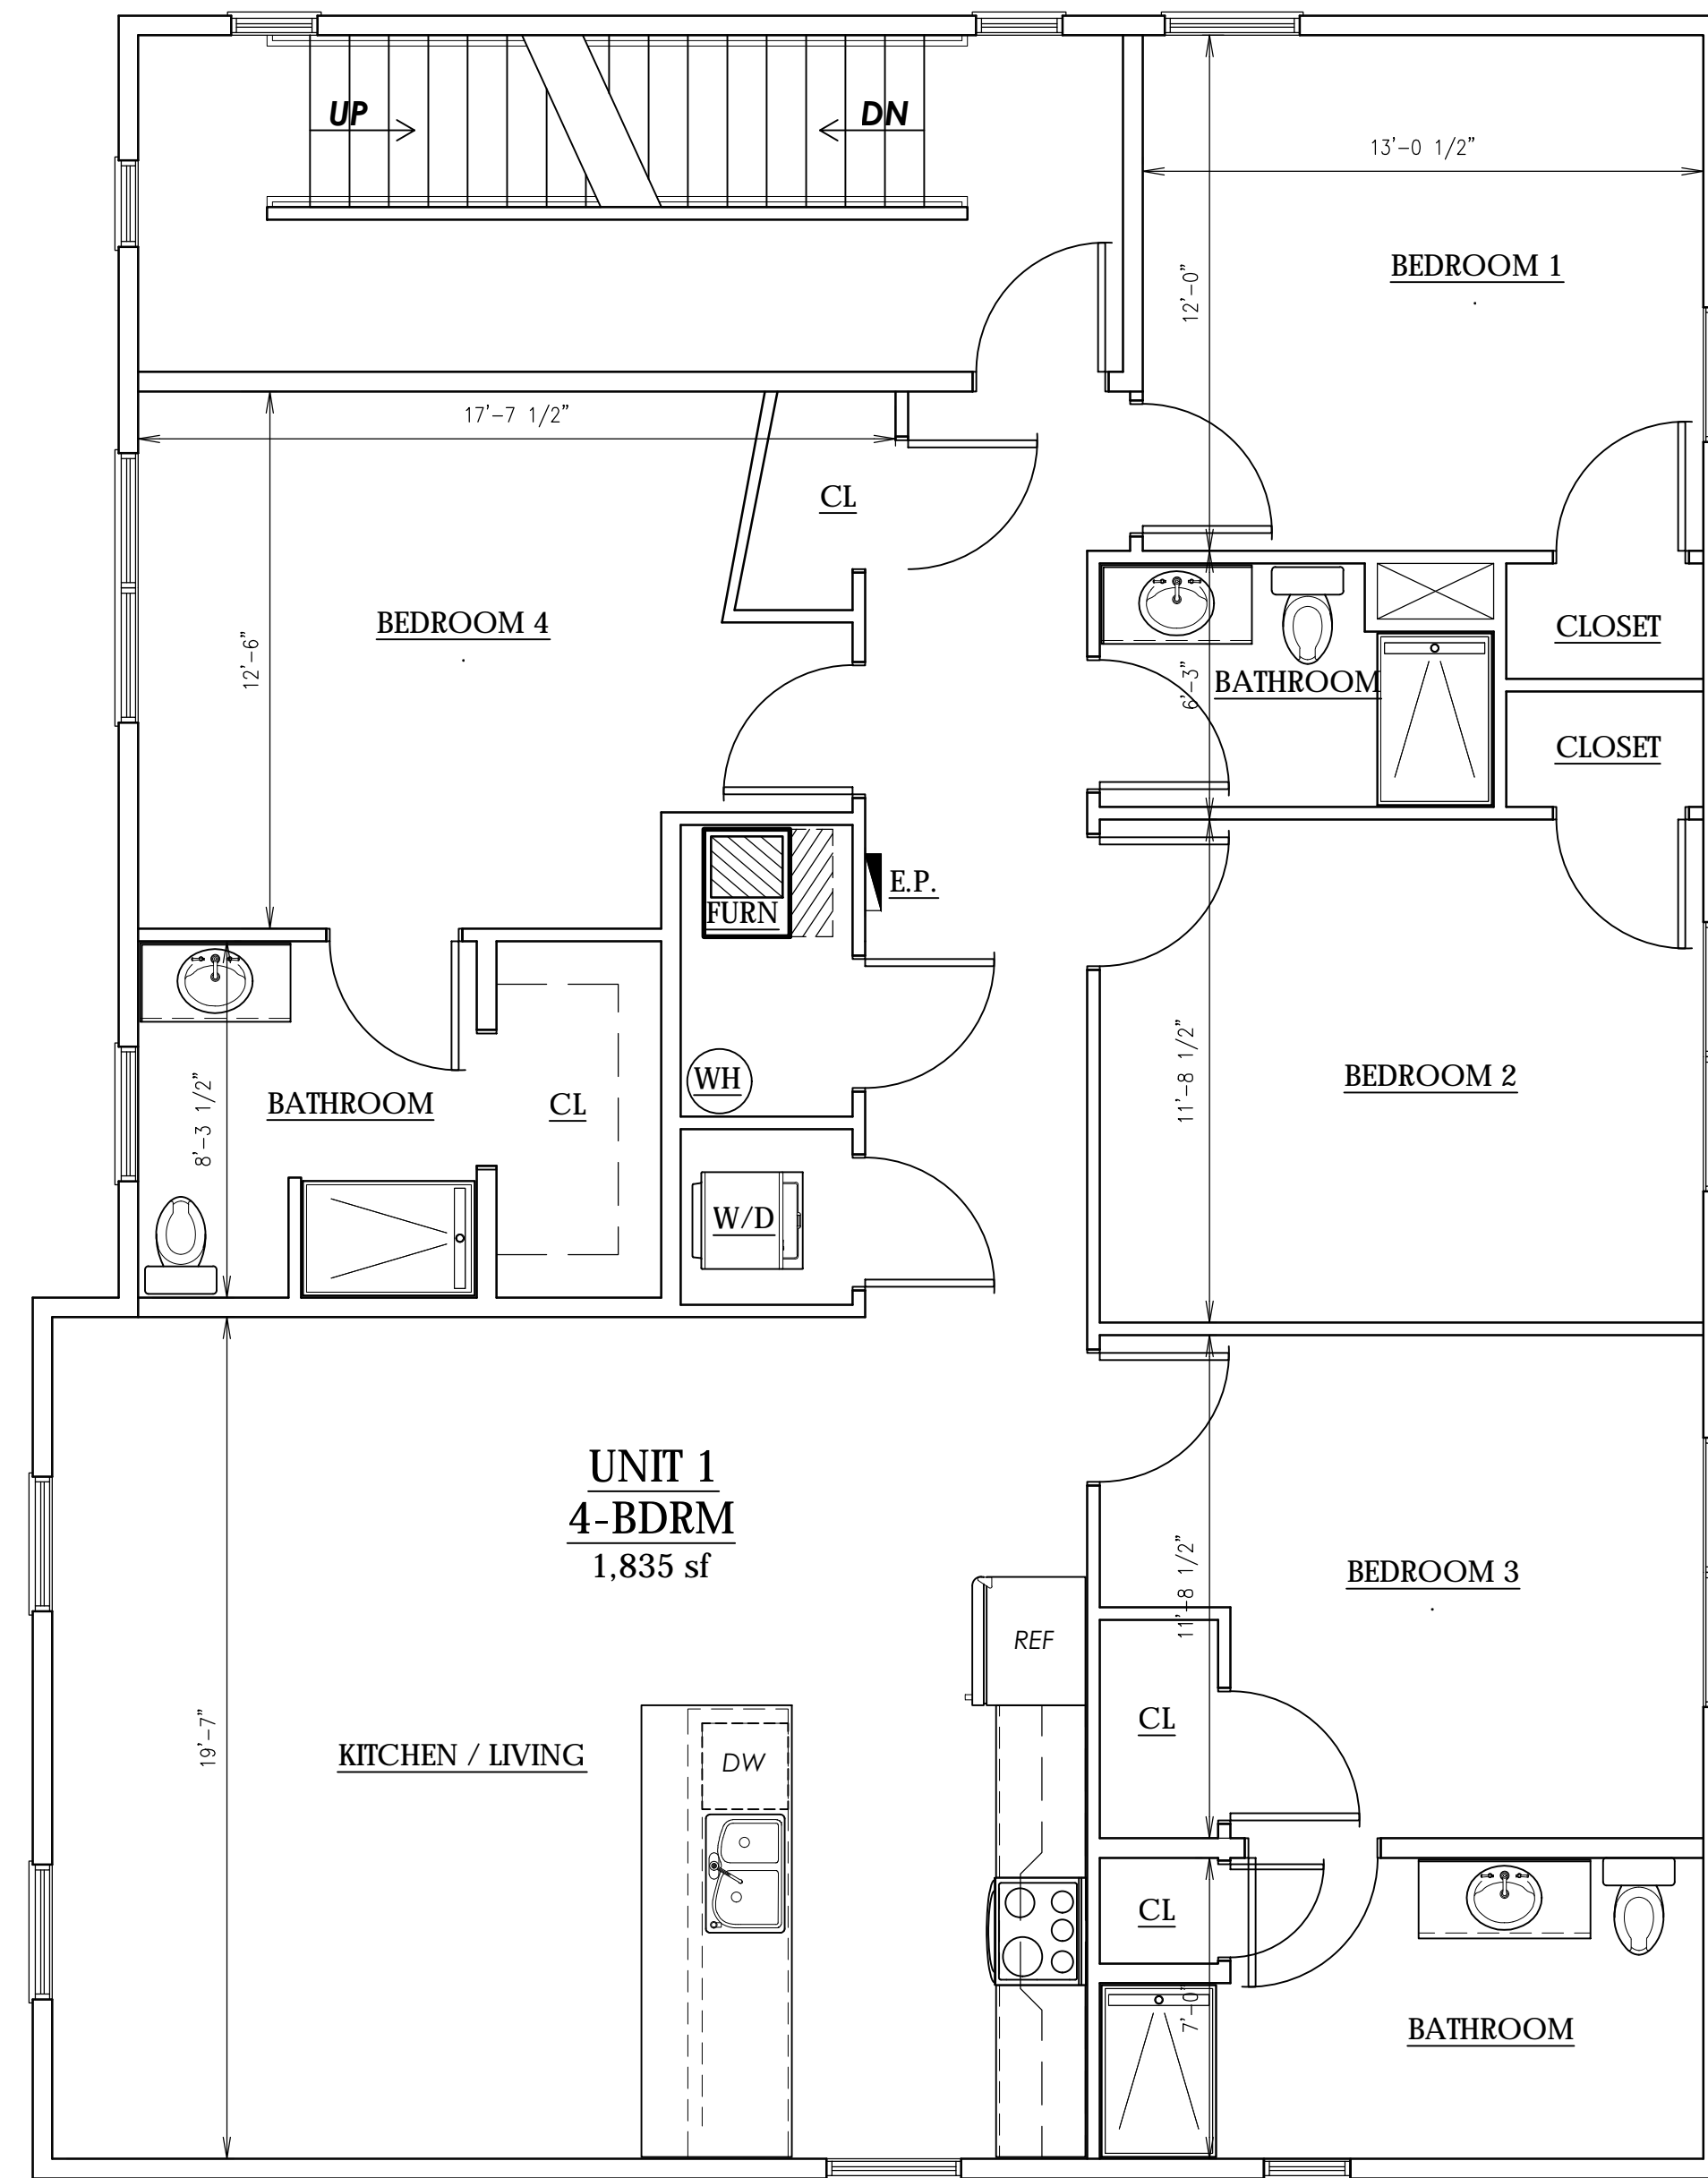 UP
DN
13'-0 1/2"
BEDROOM 1
12'-0"
17'-7 1/2"
CL
BEDROOM 4
12'-6"
CLOSET
6'-3"
BATHROOM
CLOSET
E.P.
FURN
11'-8 1/2"
BEDROOM 2
WH
8'-3 1/2"
BATHROOM
CL
W/D
UNIT 1
4-BDRM
1,835 sf
11'-8 1/2"
BEDROOM 3
REF
CL
19'-7"
KITCHEN / LIVING
DW
CL
7'-0"
BATHROOM